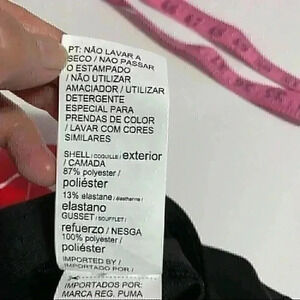 PT: NÃO LAVAR A
SECO / NAO PASSAR
O ESTAMPADO
/ NÃO UTILIZAR
AMACIADOR / UTILIZAR
DETERGENTE
ESPECIAL PARA
PRENDAS DE COLOR
/ LAVAR COM CORES
SIMILARES
SHELL / COQUILLE / exterior
/ CAMADA
87% polyester /
poliéster
13% elastane / élasthanne /
elastano
GUSSET / SOUFFLET /
refuerzo / NESGA
100% polyester /
poliéster
IMPORTED BY /
IMPORTADO POR /
IMPORTADOS POR:
MARCA REG. PUMA